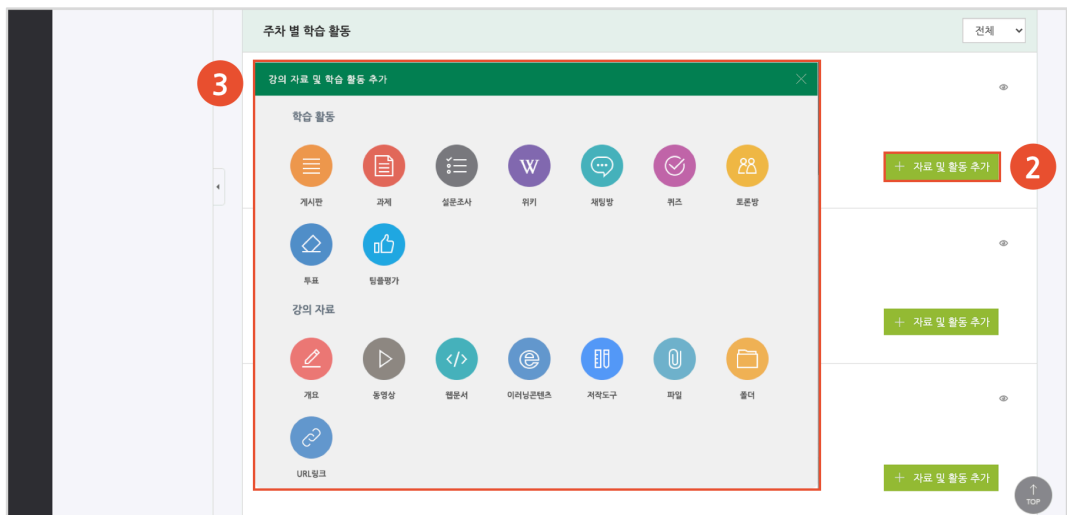 주차 별 학습 활동
전체
3
강의 자료 및 학습 활동 추가
학습 활동
게시판
과제
설문조사
W
위키
채팅방
퀴즈
토론방
+ 자료 및 활동 추가
2
투표
팀플평가
강의 자료
+ 자료 및 활동 추가
개요
동영상
</>
웹문서
e
이러닝콘텐츠
저작도구
파일
폴더
URL링크
+ 자료 및 활동 추가
TOP